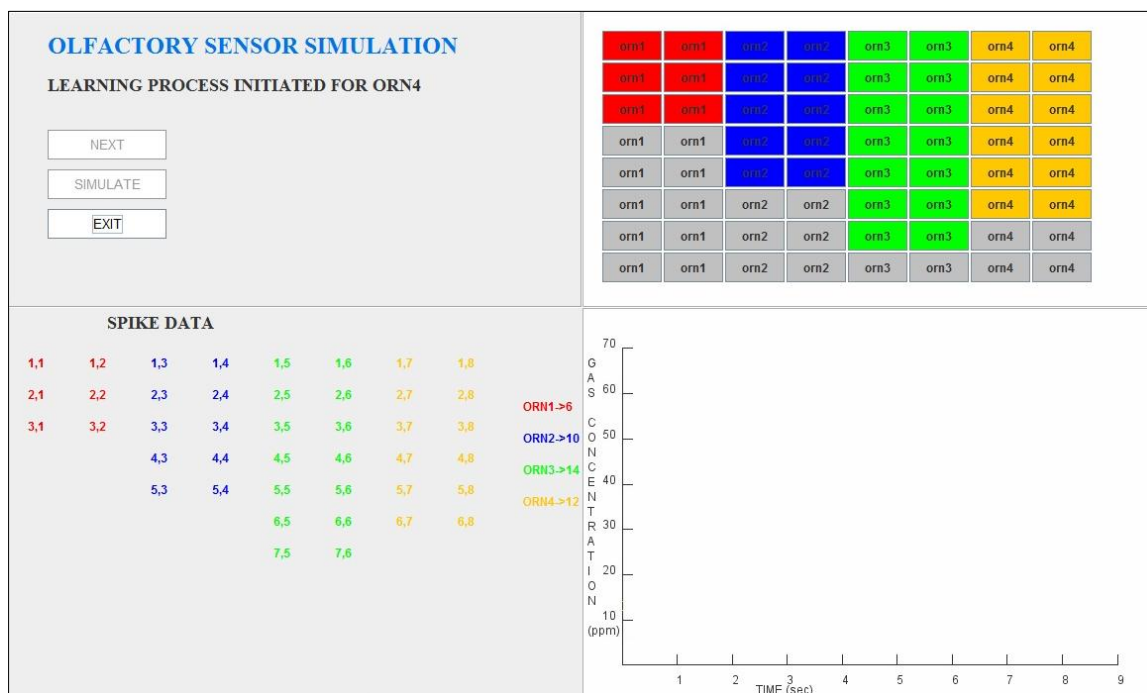 OLFACTORY SENSOR SIMULATION
LEARNING PROCESS INITIATED FOR ORN4
NEXT
SIMULATE
EXIT
orn1 orn1 orn2 orn2 orn3 orn3 orn4 orn4
orn1 orn1 orn2 orn2 orn3 orn3 orn4 orn4
orn1 orn1 orn2 orn2 orn3 orn3 orn4 orn4
orn1 orn1 orn2 orn2 orn3 orn3 orn4 orn4
orn1 orn1 orn2 orn2 orn3 orn3 orn4 orn4
orn1 orn1 orn2 orn2 orn3 orn3 orn4 orn4
orn1 orn1 orn2 orn2 orn3 orn3 orn4 orn4
orn1 orn1 orn2 orn2 orn3 orn3 orn4 orn4
SPIKE DATA
1,1 1,2 1,3 1,4 1,5 1,6 1,7 1,8
2,1 2,2 2,3 2,4 2,5 2,6 2,7 2,8
3,1 3,2 3,3 3,4 3,5 3,6 3,7 3,8
4,3 4,4 4,5 4,6 4,7 4,8
5,3 5,4 5,5 5,6 5,7 5,8
6,5 6,6 6,7 6,8
7,5 7,6
ORN1->6
ORN2->10
ORN3->14
ORN4->12
GAS CONCENTRATION
(ppm)
70
60
50
40
30
20
10
1 2 3 4 5 6 7 8 9
TIME (sec)